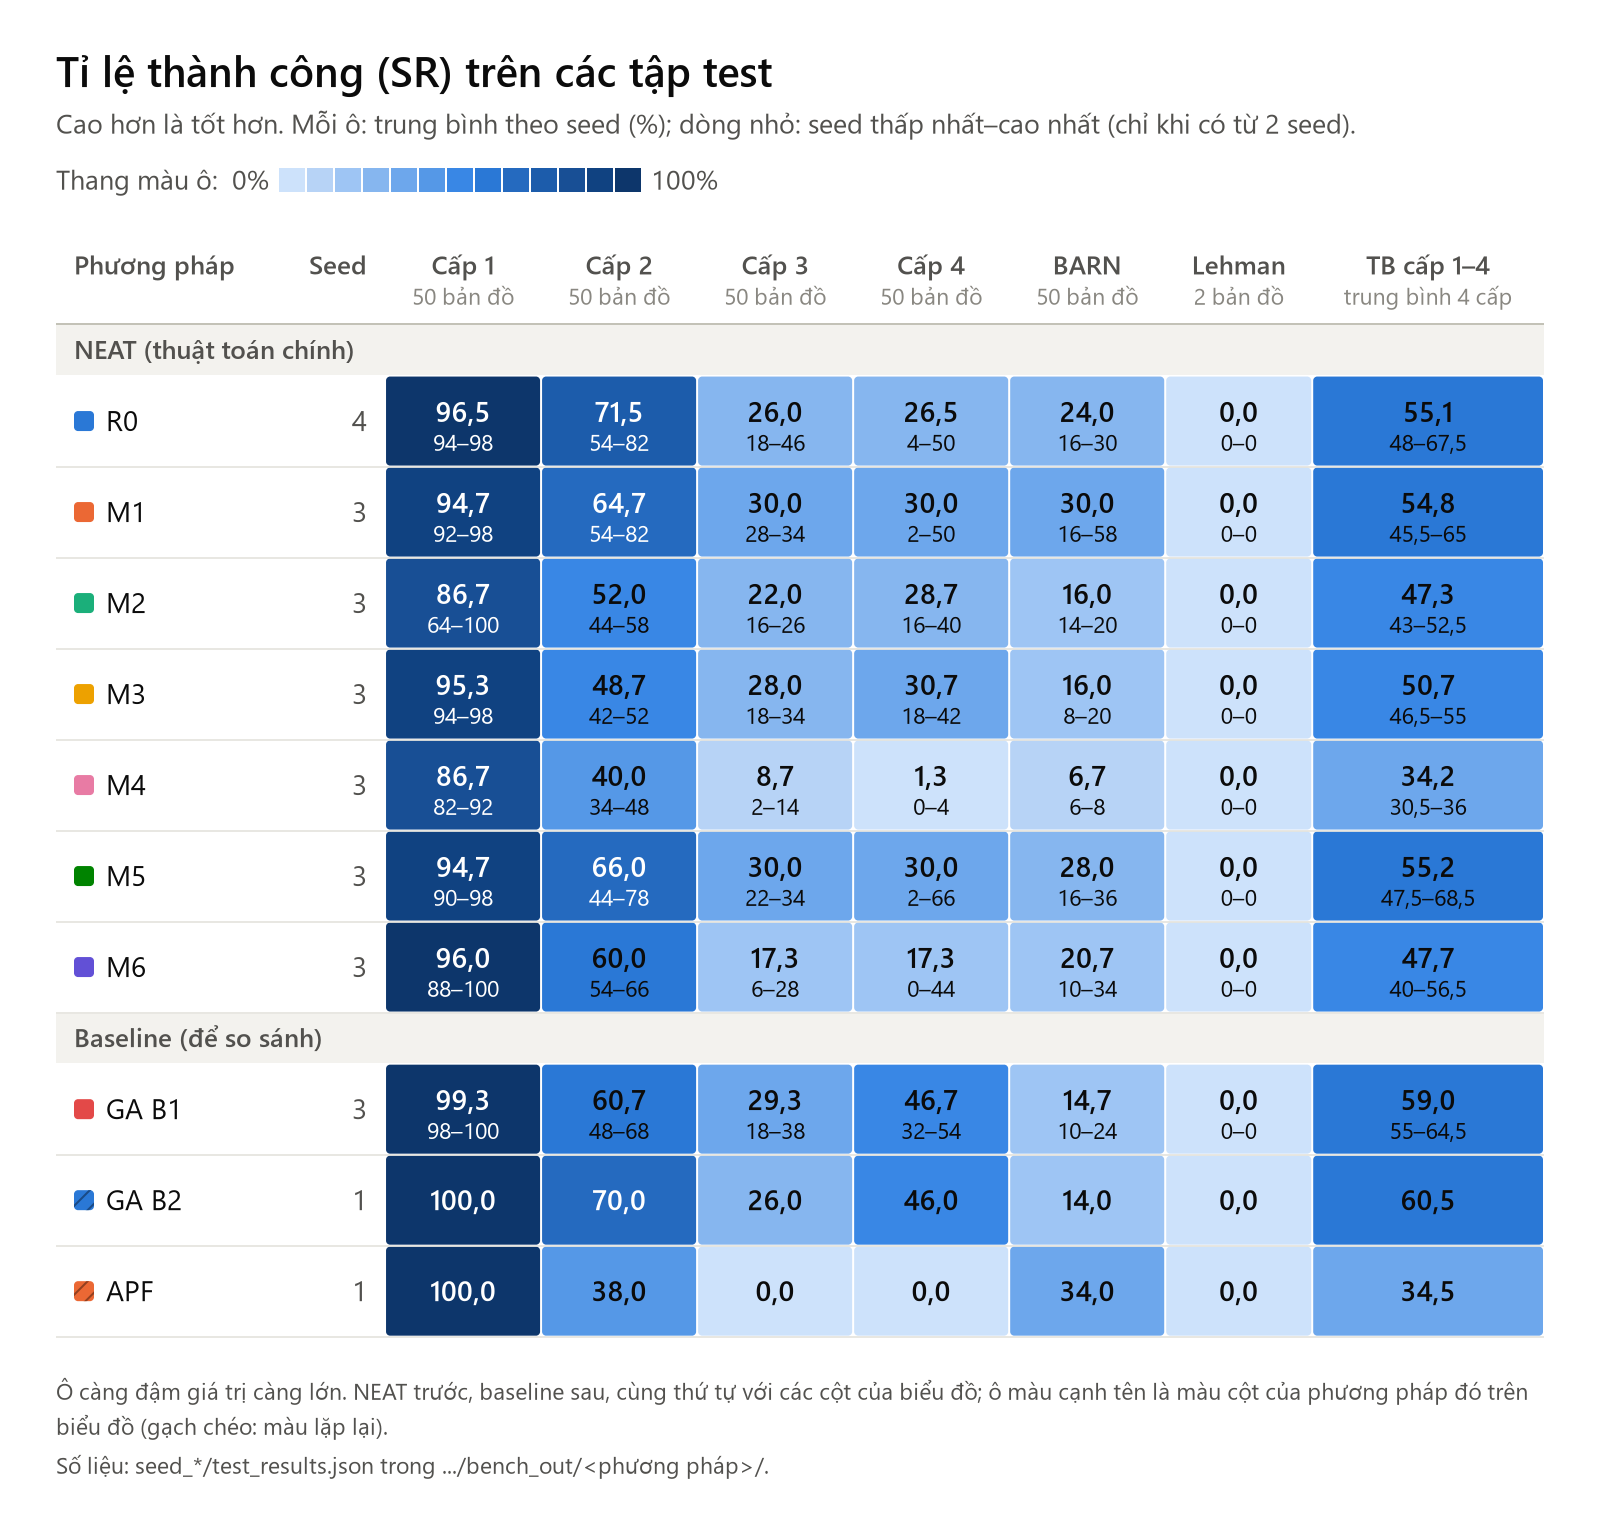 Tỉ lệ thành công (SR) trên các tập test
Cao hơn là tốt hơn. Mỗi ô: trung bình theo seed (%); dòng nhỏ: seed thấp nhất–cao nhất (chỉ khi có từ 2 seed).
Thang màu ô: 0% 100%
Phương pháp Seed Cấp 1 Cấp 2 Cấp 3 Cấp 4 BARN Lehman TB cấp 1–4
50 bản đồ 50 bản đồ 50 bản đồ 50 bản đồ 50 bản đồ 2 bản đồ trung bình 4 cấp
NEAT (thuật toán chính)
R0 4 96,5 71,5 26,0 26,5 24,0 0,0 55,1
94–98 54–82 18–46 4–50 16–30 0–0 48–67,5
M1 3 94,7 64,7 30,0 30,0 30,0 0,0 54,8
92–98 54–82 28–34 2–50 16–58 0–0 45,5–65
M2 3 86,7 52,0 22,0 28,7 16,0 0,0 47,3
64–100 44–58 16–26 16–40 14–20 0–0 43–52,5
M3 3 95,3 48,7 28,0 30,7 16,0 0,0 50,7
94–98 42–52 18–34 18–42 8–20 0–0 46,5–55
M4 3 86,7 40,0 8,7 1,3 6,7 0,0 34,2
82–92 34–48 2–14 0–4 6–8 0–0 30,5–36
M5 3 94,7 66,0 30,0 30,0 28,0 0,0 55,2
90–98 44–78 22–34 2–66 16–36 0–0 47,5–68,5
M6 3 96,0 60,0 17,3 17,3 20,7 0,0 47,7
88–100 54–66 6–28 0–44 10–34 0–0 40–56,5
Baseline (để so sánh)
GA B1 3 99,3 60,7 29,3 46,7 14,7 0,0 59,0
98–100 48–68 18–38 32–54 10–24 0–0 55–64,5
GA B2 1 100,0 70,0 26,0 46,0 14,0 0,0 60,5
APF 1 100,0 38,0 0,0 0,0 34,0 0,0 34,5
Ô càng đậm giá trị càng lớn. NEAT trước, baseline sau, cùng thứ tự với các cột của biểu đồ; ô màu cạnh tên là màu cột của phương pháp đó trên
biểu đồ (gạch chéo: màu lặp lại).
Số liệu: seed_*/test_results.json trong .../bench_out/<phương pháp>/.